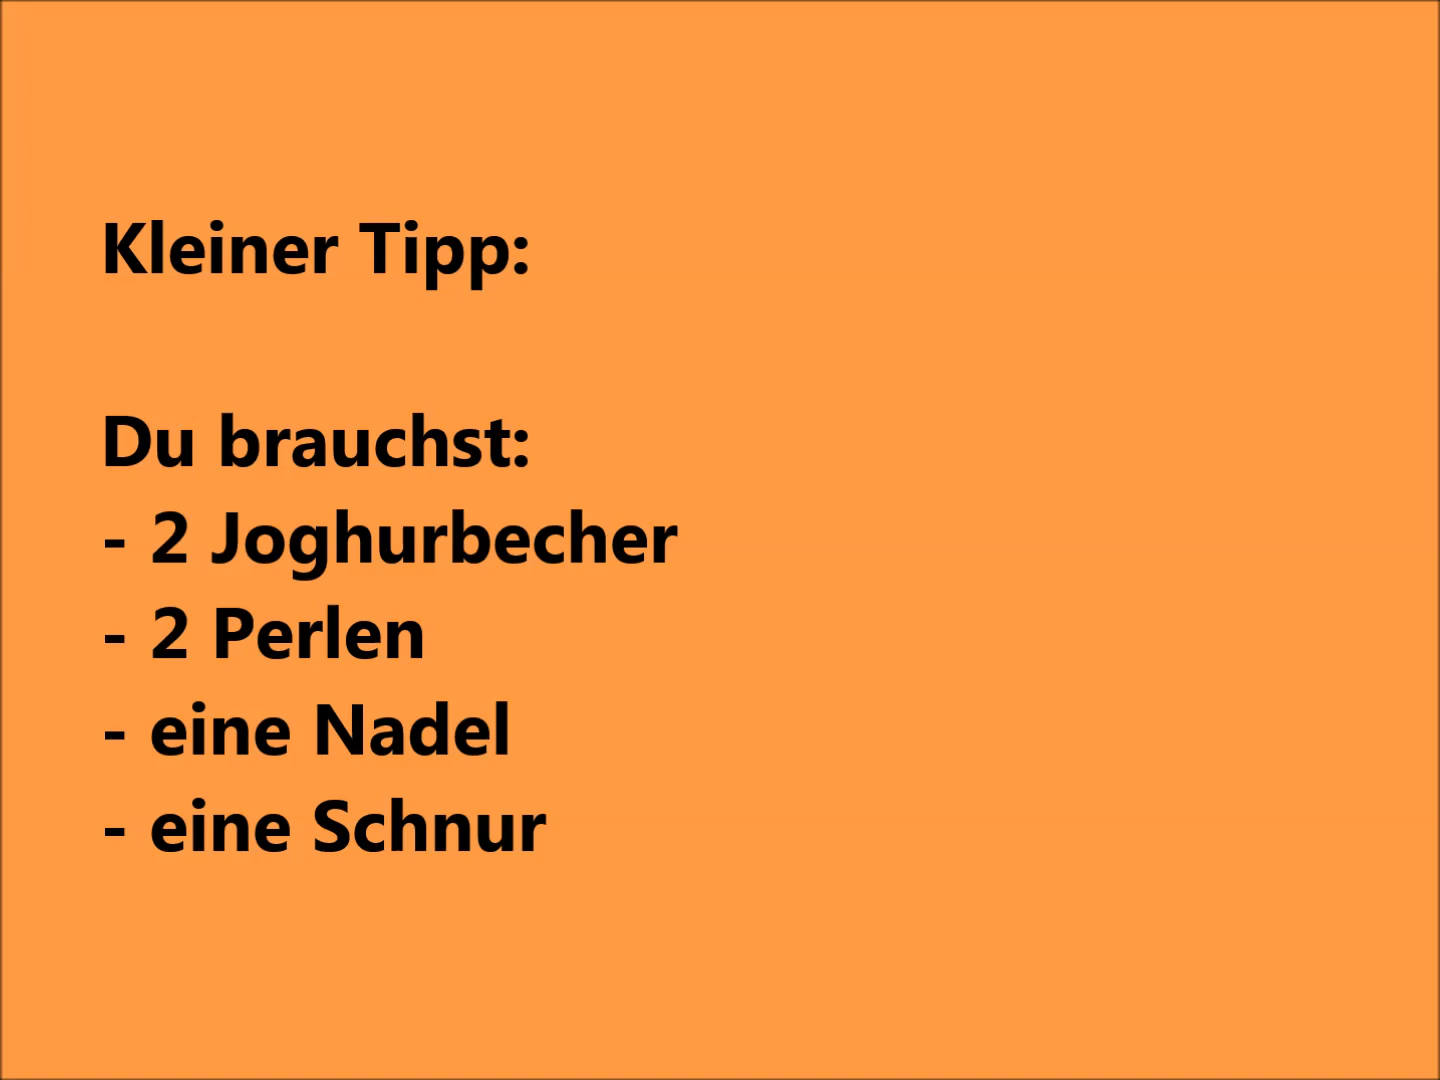 Kleiner Tipp:
Du brauchst:
- 2 Joghurbecher
- 2 Perlen
- eine Nadel
- eine Schnur